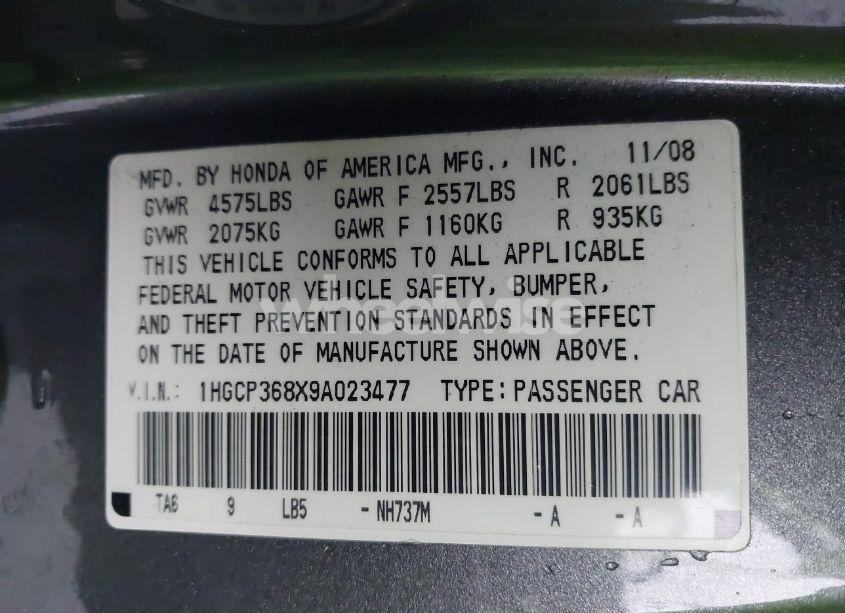 MFD. BY HONDA OF AMERICA MFG., INC. 11/08
GVWR 4575LBS GAWR F 2557LBS R 2061LBS
GVWR 2075KG GAWR F 1160KG R 935KG
THIS VEHICLE CONFORMS TO ALL APPLICABLE
FEDERAL MOTOR VEHICLE SAFETY, BUMPER,
AND THEFT PREVENTION STANDARDS IN EFFECT
ON THE DATE OF MANUFACTURE SHOWN ABOVE.
V.I.N.: 1HGCP368X9A023477 TYPE: PASSENGER CAR
TA6 9 LB5 -NH737M -A -A
Wheelwise